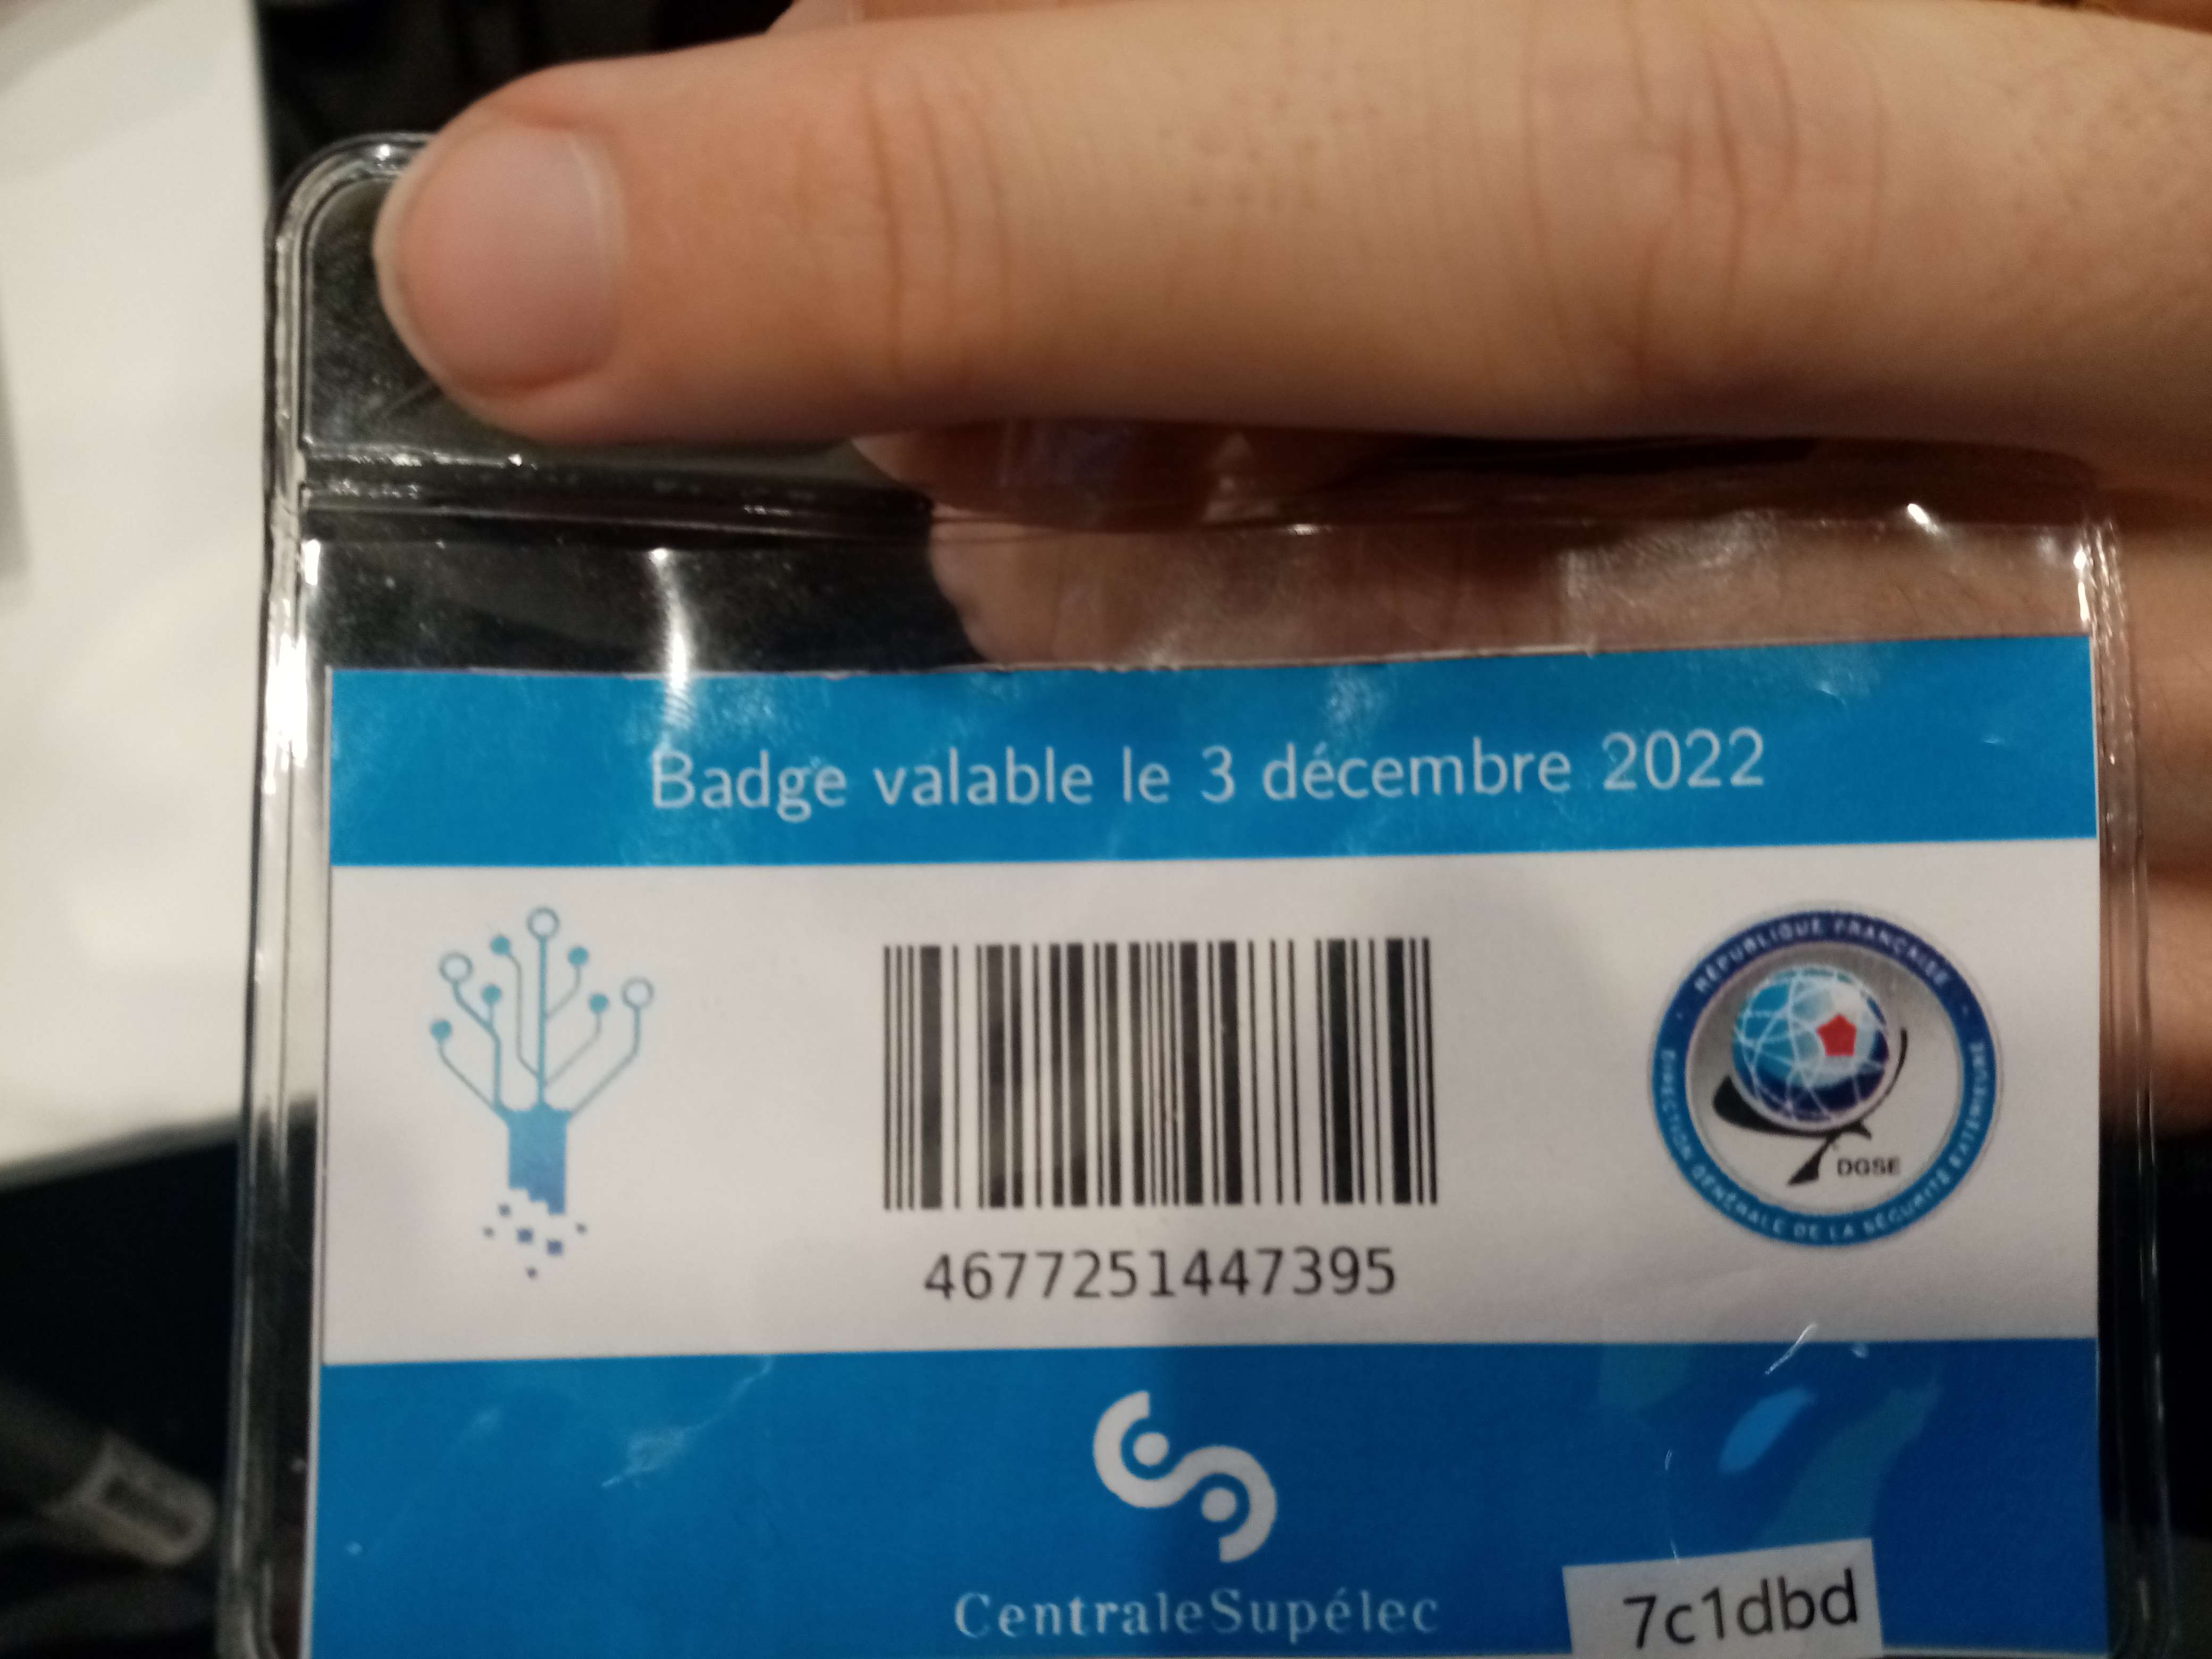 Badge valable le 3 décembre 2022
RÉPUBLIQUE FRANÇAISE
DIRECTION GÉNÉRALE DE LA SÉCURITÉ EXTÉRIEURE
DGSE
4677251447395
CentraleSupélec
7c1dbd